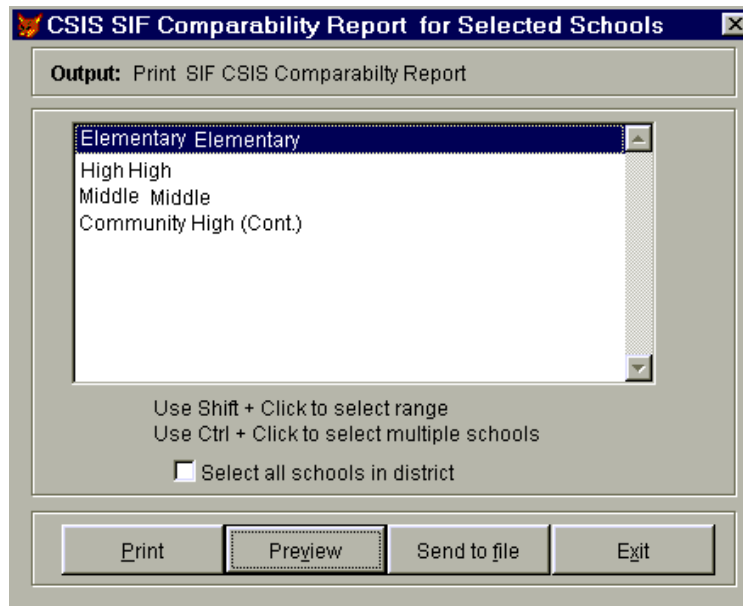 CSIS SIF Comparability Report for Selected Schools
Output: Print SIF CSIS Comparabilty Report
Elementary Elementary
High High
Middle Middle
Community High (Cont.)
Use Shift + Click to select range
Use Ctrl + Click to select multiple schools
Select all schools in district
Print Preview Send to file Exit